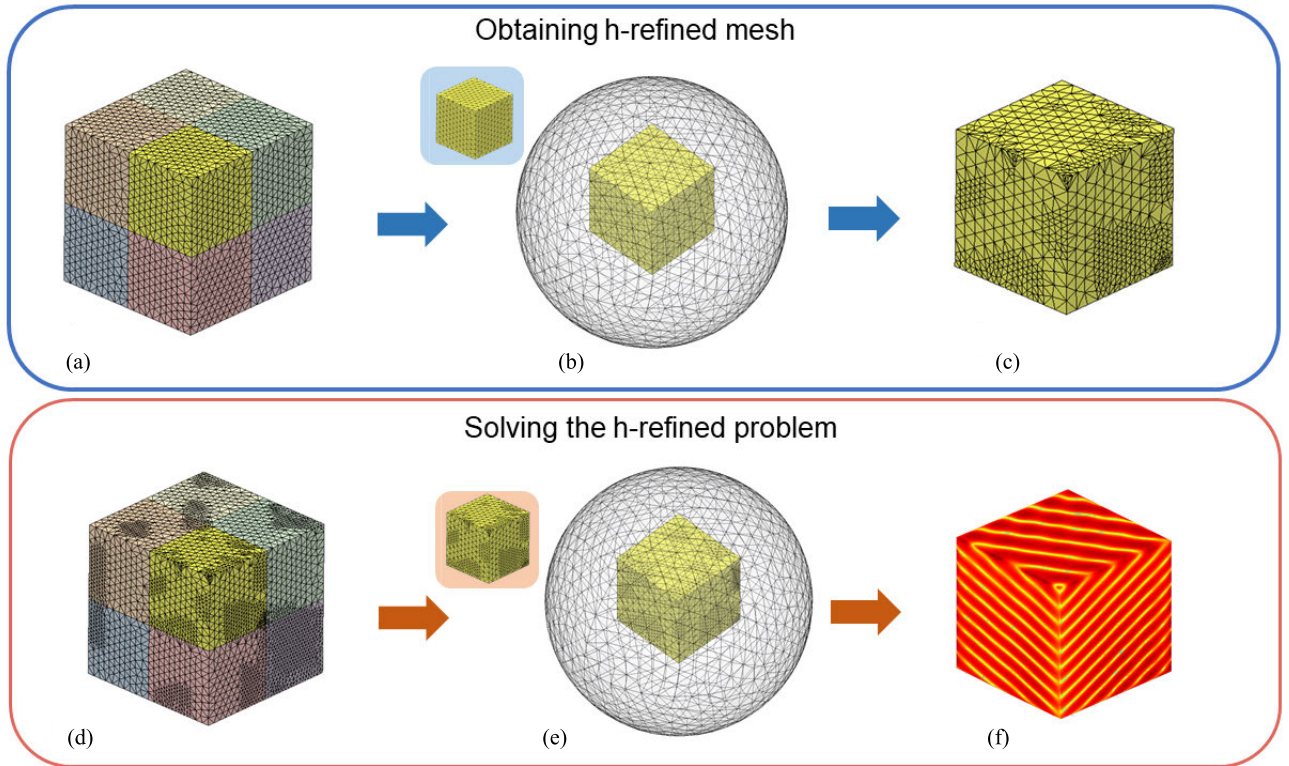 Obtaining h-refined mesh
(a)
(b)
(c)
Solving the h-refined problem
(d)
(e)
(f)